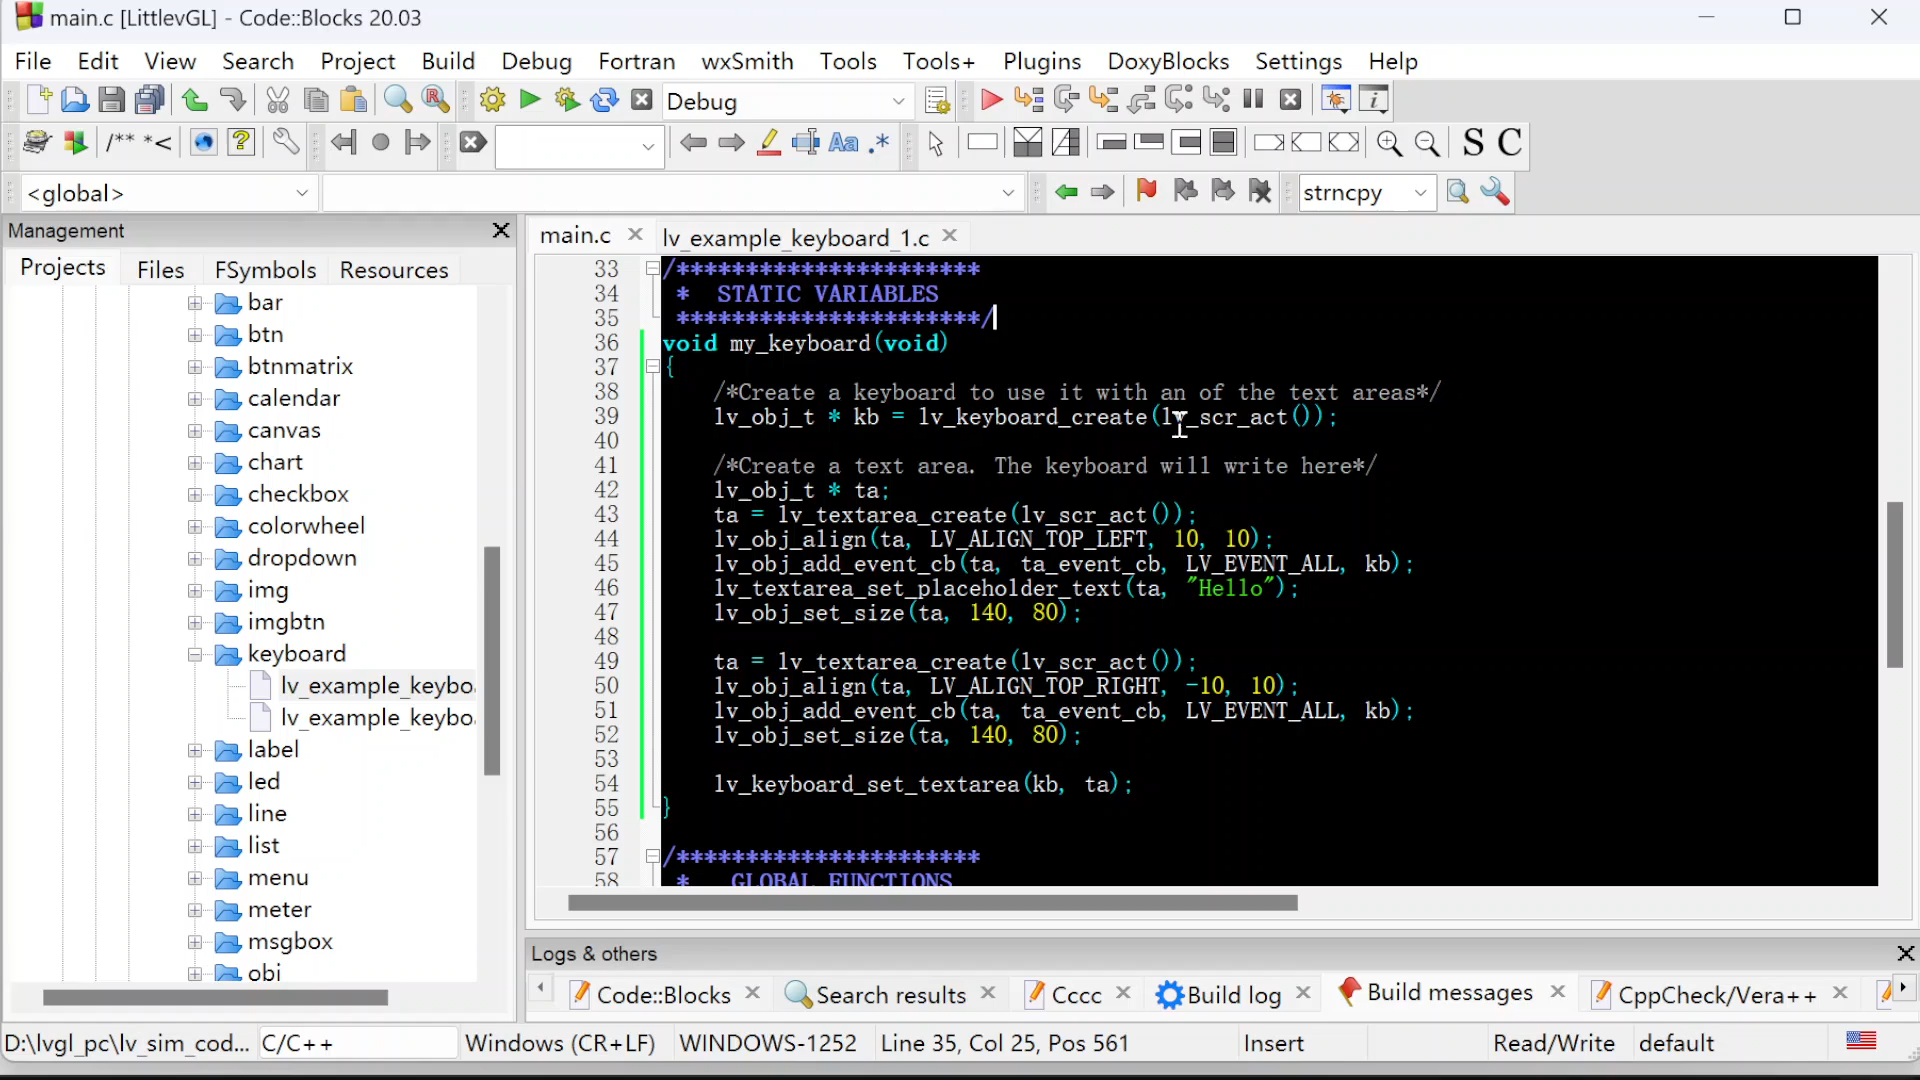 main.c [LittlevGL] - Code::Blocks 20.03
File Edit View Search Project Build Debug Fortran wxSmith Tools Tools+ Plugins DoxyBlocks Settings Help
Debug
/** *<
Aa .* S C
<global> strncpy
Management
Projects Files FSymbols Resources
bar
btn
btnmatrix
calendar
canvas
chart
checkbox
colorwheel
dropdown
img
imgbtn
keyboard
lv_example_keybo
lv_example_keybo
label
led
line
list
menu
meter
msgbox
obj
main.c lv_example_keyboard_1.c
33 /***********************
34 * STATIC VARIABLES
35 **********************/
36 void my_keyboard(void)
37 {
38 /*Create a keyboard to use it with an of the text areas*/
39 lv_obj_t * kb = lv_keyboard_create(lv_scr_act());
40
41 /*Create a text area. The keyboard will write here*/
42 lv_obj_t * ta;
43 ta = lv_textarea_create(lv_scr_act());
44 lv_obj_align(ta, LV_ALIGN_TOP_LEFT, 10, 10);
45 lv_obj_add_event_cb(ta, ta_event_cb, LV_EVENT_ALL, kb);
46 lv_textarea_set_placeholder_text(ta, "Hello");
47 lv_obj_set_size(ta, 140, 80);
48
49 ta = lv_textarea_create(lv_scr_act());
50 lv_obj_align(ta, LV_ALIGN_TOP_RIGHT, -10, 10);
51 lv_obj_add_event_cb(ta, ta_event_cb, LV_EVENT_ALL, kb);
52 lv_obj_set_size(ta, 140, 80);
53
54 lv_keyboard_set_textarea(kb, ta);
55 }
56
57 /***********************
58 * GLOBAL FUNCTIONS
Logs & others
Code::Blocks Search results Cccc Build log Build messages CppCheck/Vera++
D:\lvgl_pc\lv_sim_cod... C/C++ Windows (CR+LF) WINDOWS-1252 Line 35, Col 25, Pos 561 Insert Read/Write default